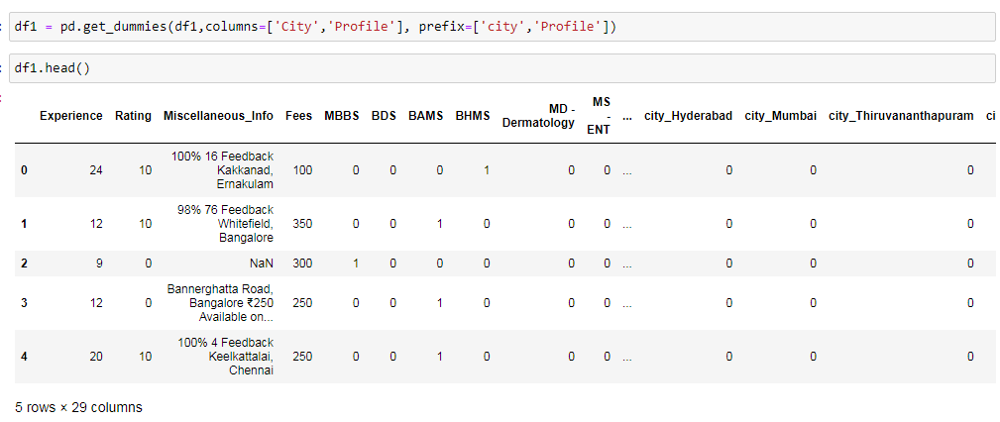 df1 = pd.get_dummies(df1,columns=['City','Profile'], prefix=['city','Profile'])
df1.head()
Experience Rating Miscellaneous_Info Fees MBBS BDS BAMS BHMS MD - Dermatology MS - ENT ... city_Hyderabad city_Mumbai city_Thiruvananthapuram ci
0 24 10 100% 16 Feedback Kakkanad, Ernakulam 100 0 0 0 1 0 0 ... 0 0 0
1 12 10 98% 76 Feedback Whitefield, Bangalore 350 0 0 1 0 0 0 ... 0 0 0
2 9 0 NaN 300 1 0 0 0 0 0 ... 0 0 0
3 12 0 Bannerghatta Road, Bangalore ₹250 Available on... 250 0 0 1 0 0 0 ... 0 0 0
4 20 10 100% 4 Feedback Keelkattalai, Chennai 250 0 0 1 0 0 0 ... 0 0 0
5 rows × 29 columns